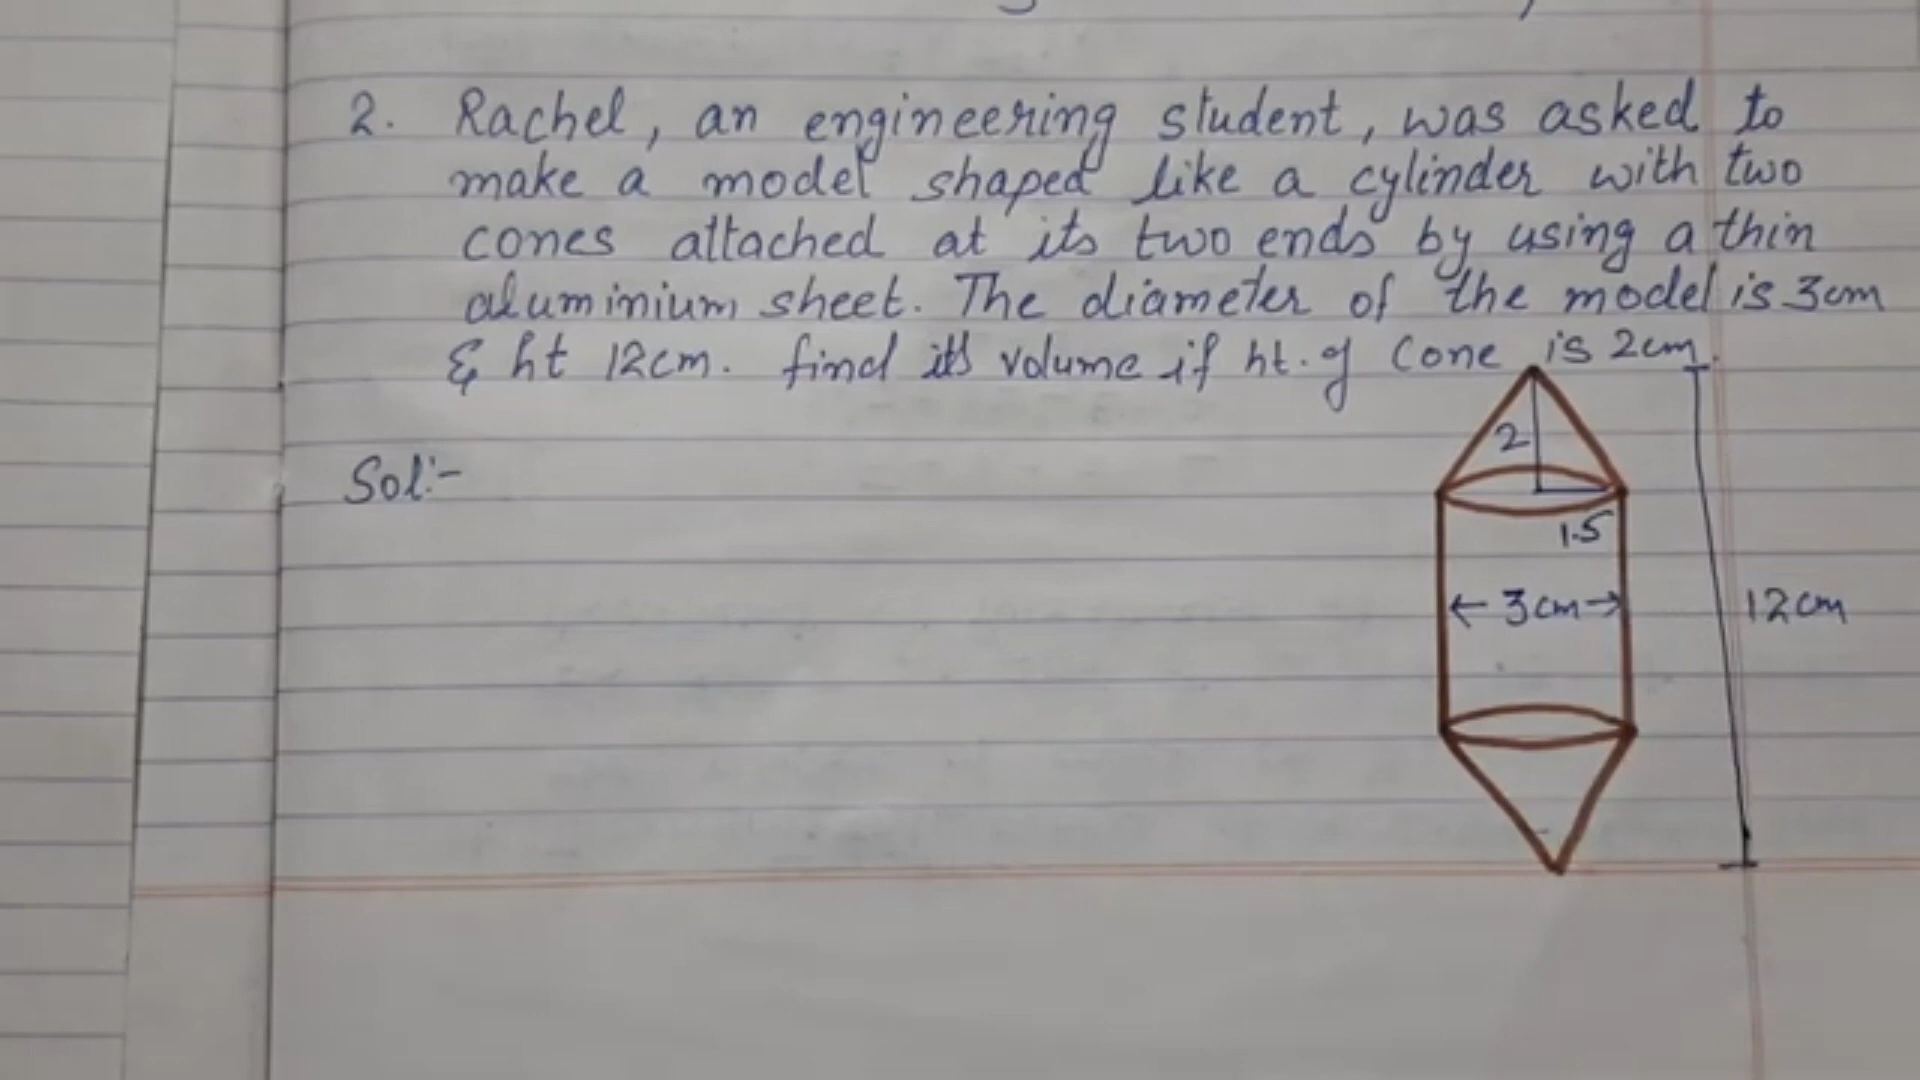 2. Rachel, an engineering student, was asked to
make a model shaped like a cylinder with two
cones attached at its two ends by using a thin
aluminium sheet. The diameter of the model is 3cm
& ht 12cm. find its volume if ht. of Cone is 2cm.
Sol:-
2
1.5
← 3cm →
12cm